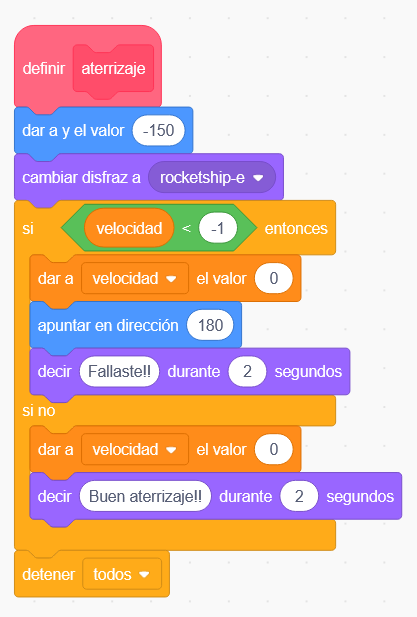 definir aterrizaje
dar a y el valor -150
cambiar disfraz a rocketship-e
si velocidad < -1 entonces
dar a velocidad el valor 0
apuntar en dirección 180
decir Fallaste!! durante 2 segundos
si no
dar a velocidad el valor 0
decir Buen aterrizaje!! durante 2 segundos
detener todos